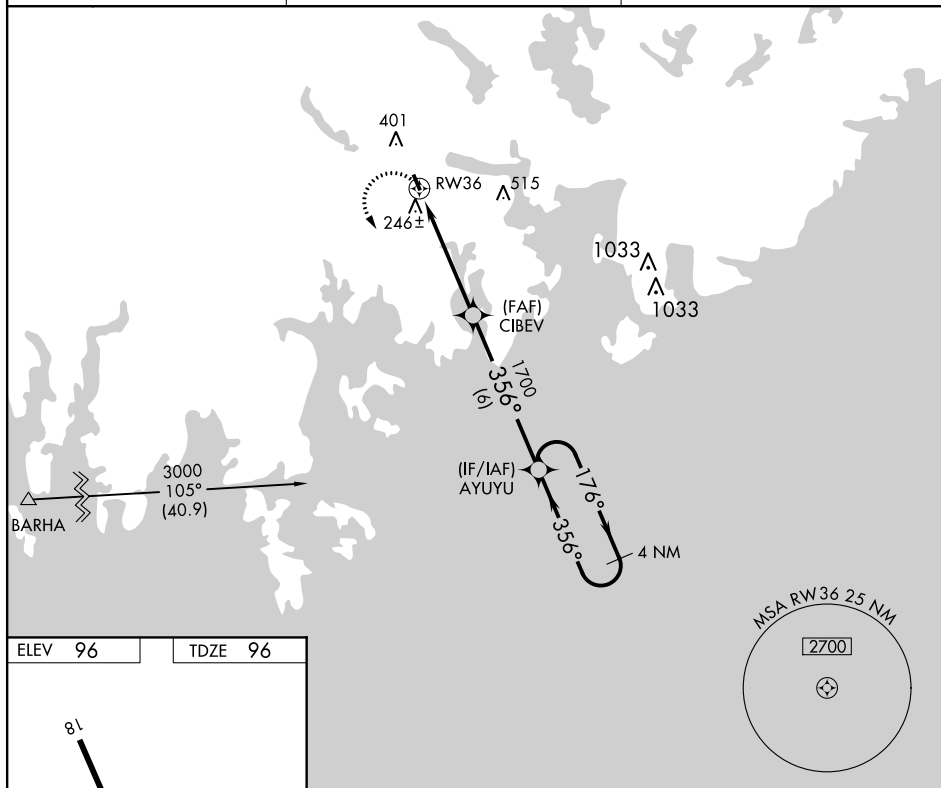 401
RW36
515
246±
1033
1033
(FAF)
CIBEV
1700
356°
(6)
(IF/IAF)
AYUYU
176°
356°
4 NM
3000
105°
(40.9)
BARHA
MSA RW36 25 NM
2700
ELEV 96
TDZE 96
18